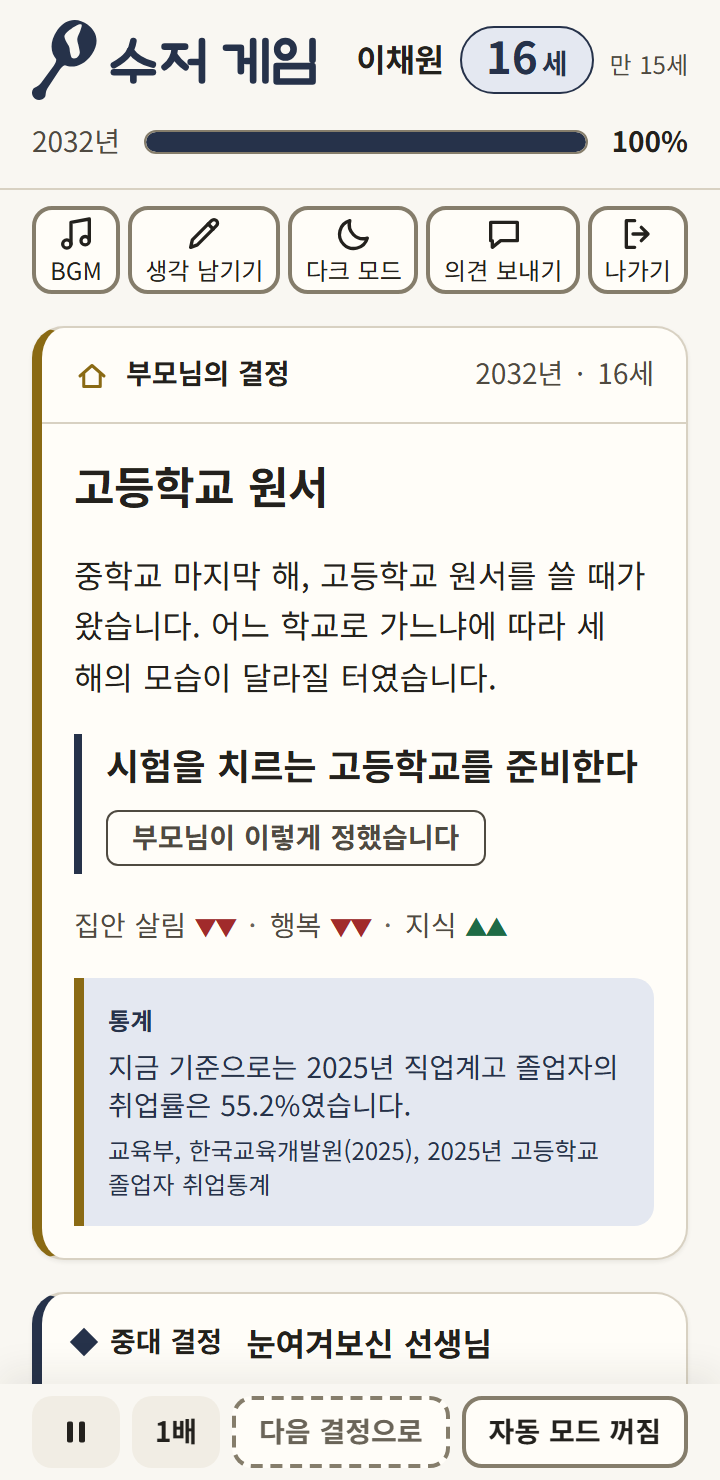 수저 게임 이채원 16세 만 15세
2032년 100%
BGM 생각 남기기 다크 모드 의견 보내기 나가기
부모님의 결정 2032년 · 16세
고등학교 원서
중학교 마지막 해, 고등학교 원서를 쓸 때가
왔습니다. 어느 학교로 가느냐에 따라 세
해의 모습이 달라질 터였습니다.
시험을 치르는 고등학교를 준비한다
부모님이 이렇게 정했습니다
집안 살림 ▼▼ · 행복 ▼▼ · 지식 ▲▲
통계
지금 기준으로는 2025년 직업계고 졸업자의
취업률은 55.2%였습니다.
교육부, 한국교육개발원(2025), 2025년 고등학교
졸업자 취업통계
◆ 중대 결정 눈여겨보신 선생님
1배 다음 결정으로 자동 모드 꺼짐